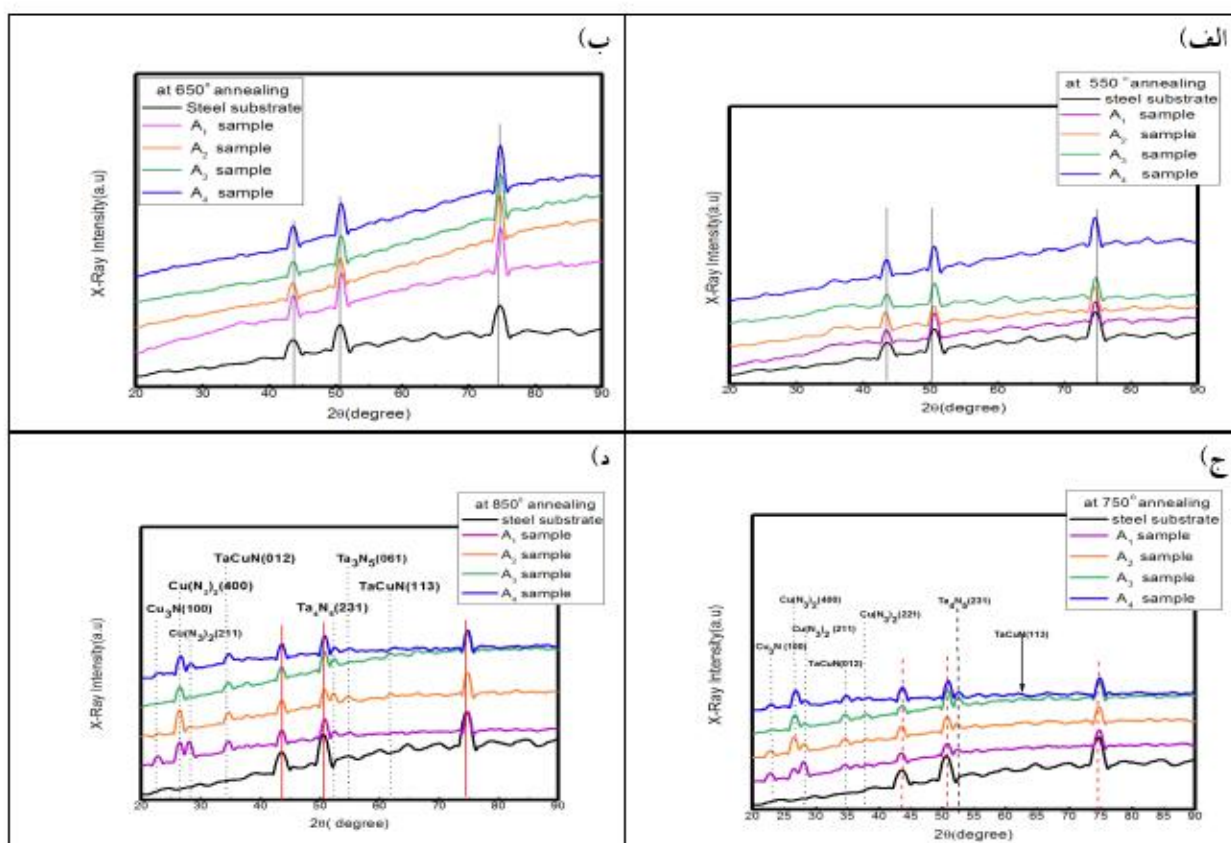 الف)
at 550° annealing
steel substrate
A₁ sample
A₂ sample
A₃ sample
A₄ sample
X-Ray Intensity(a.u)
20 30 40 50 60 70 80 90
2θ(degree)
ب)
at 650° annealing
Steel substrate
A₁ sample
A₂ sample
A₃ sample
A₄ sample
X-Ray Intensity(a.u)
20 30 40 50 60 70 80 90
2θ(degree)
ج)
at 750° annealing
steel substrate
A₁ sample
A₂ sample
A₃ sample
A₄ sample
Cu(N₃)₂(400)
Ta₄N₅(231)
Cu(N₃)₂(221)
Cu(N₃)₂ (211)
TaCuN(113)
Cu₃N (100)
TaCuN(012)
X-Ray Intensity(a.u)
20 25 30 35 40 45 50 55 60 65 70 75 80 85 90
2θ(degree)
د)
at 850° annealing
steel substrate
A₁ sample
A₂ sample
A₃ sample
A₄ sample
TaCuN(012)
Ta₃N₅(061)
Cu(N₃)₂(400)
TaCuN(113)
Cu₃N(100)
Ta₄N₅(231)
Cu(N₃)₂(211)
X-Ray Intensity(a.u)
20 30 40 50 60 70 80 90
2θ( degree)